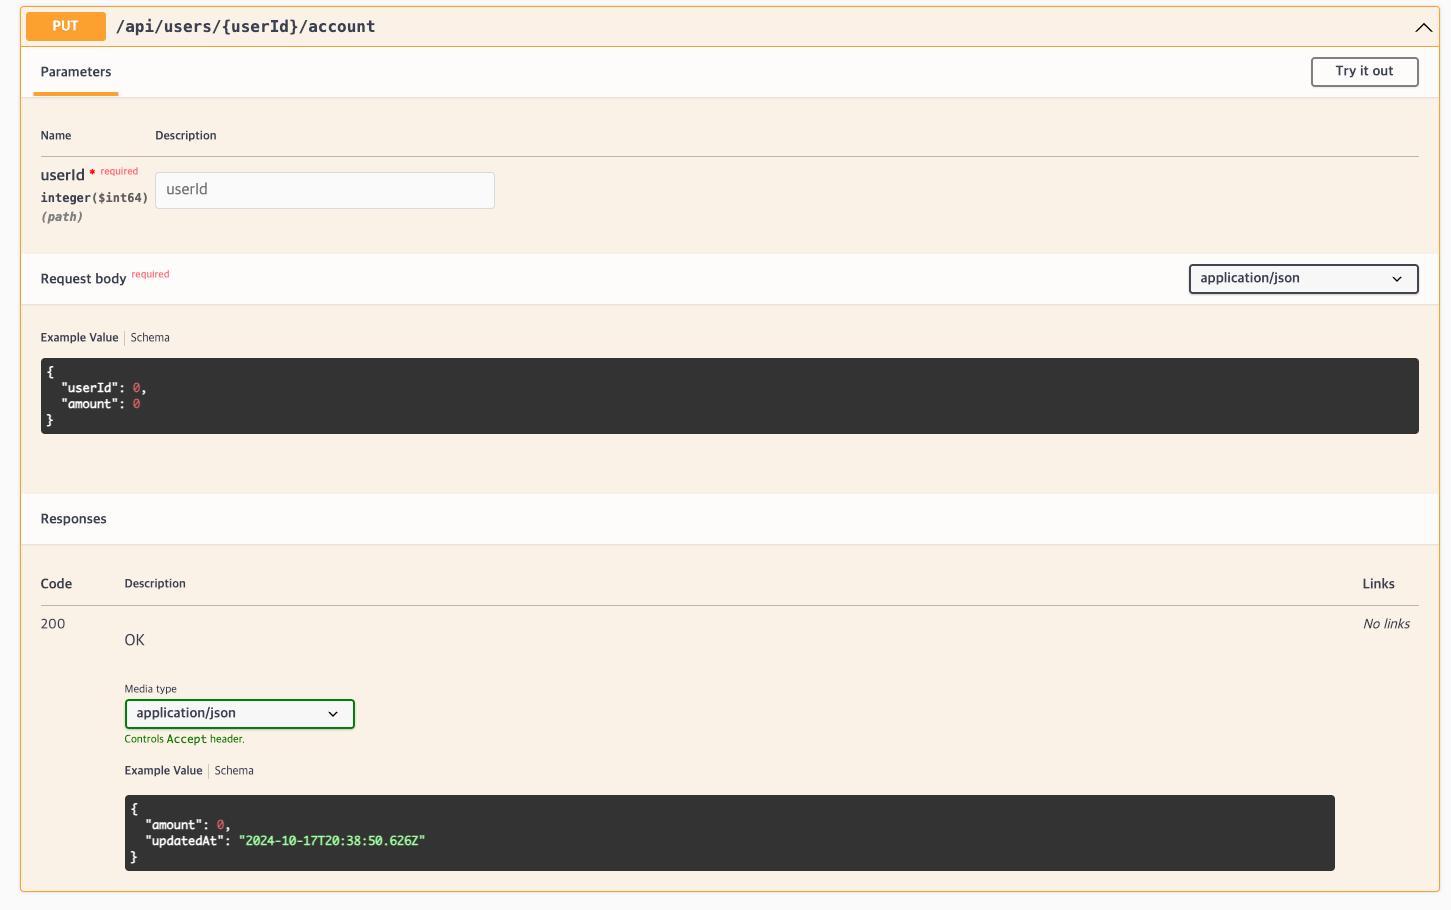 PUT /api/users/{userId}/account
Parameters Try it out
Name Description
userId * required
integer($int64)
(path)
userId
Request body required application/json
Example Value Schema
{
"userId": 0,
"amount": 0
}
Responses
Code Description Links
200 No links
OK
Media type
application/json
Controls Accept header.
Example Value Schema
{
"amount": 0,
"updatedAt": "2024-10-17T20:38:50.626Z"
}